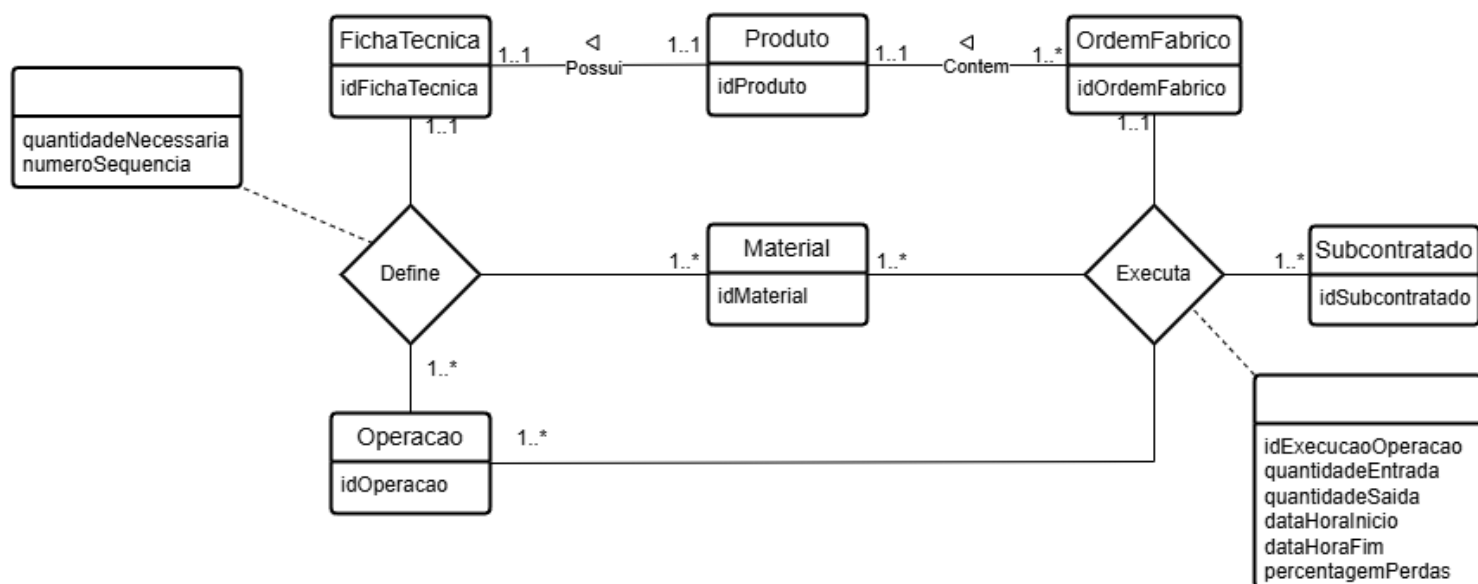 FichaTecnica
idFichaTecnica
1..1
Possui
1..1
Produto
idProduto
1..1
Contem
1..*
OrdemFabrico
idOrdemFabrico
quantidadeNecessaria
numeroSequencia
1..1
1..1
Define
1..*
Material
idMaterial
1..*
Executa
1..*
Subcontratado
idSubcontratado
1..*
Operacao
idOperacao
1..*
idExecucaoOperacao
quantidadeEntrada
quantidadeSaida
dataHoraInicio
dataHoraFim
percentagemPerdas